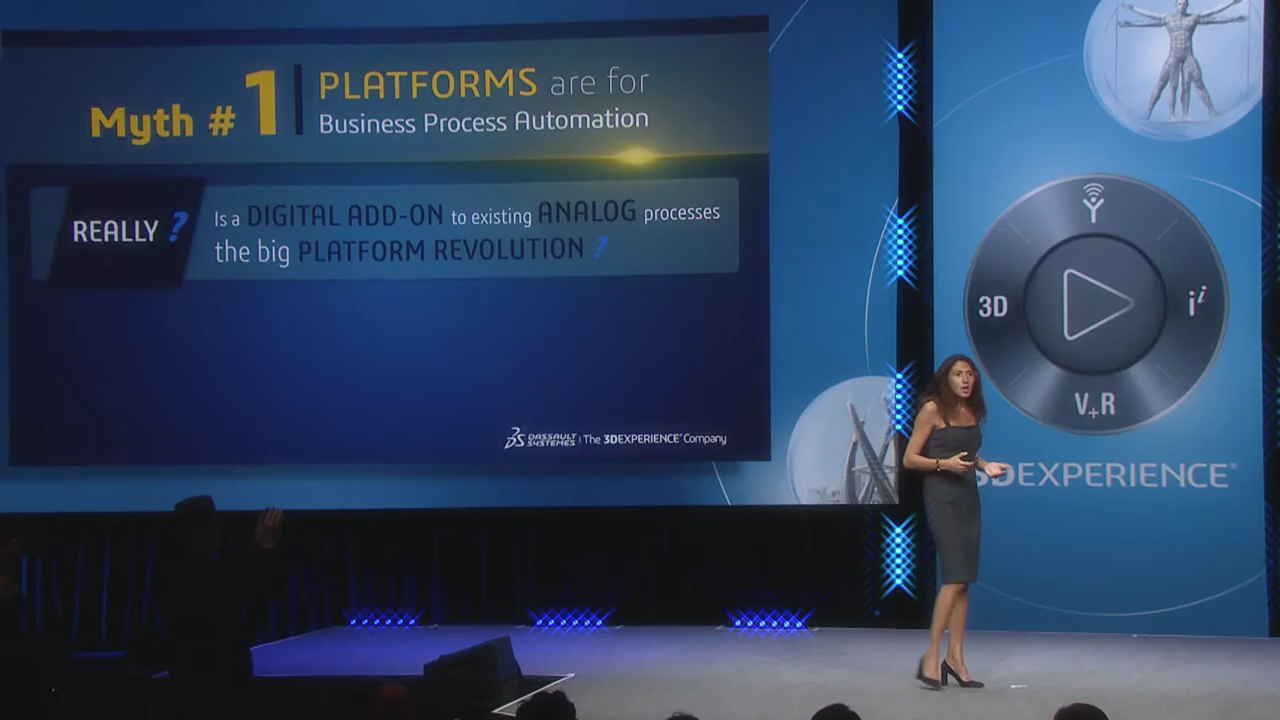 Myth # 1
PLATFORMS are for
Business Process Automation
REALLY ?
Is a DIGITAL ADD-ON to existing ANALOG processes
the big PLATFORM REVOLUTION ?
3S DASSAULT SYSTEMES | The 3DEXPERIENCE® Company
3D
i i
V+R
3DEXPERIENCE®